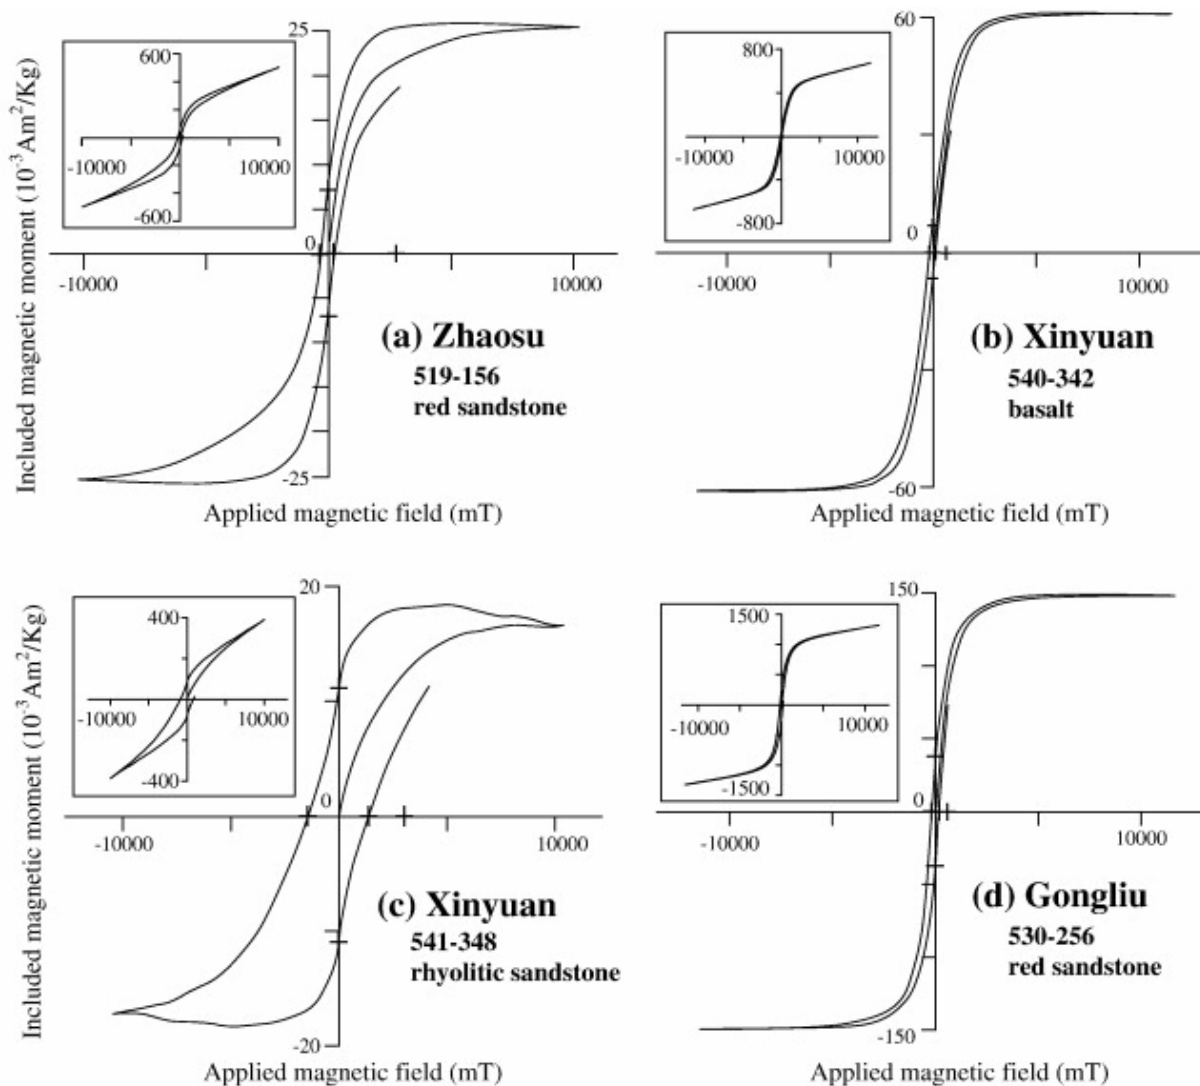 25
600
-10000
10000
-600
0
-10000
10000
-25
(a) Zhaosu
519-156
red sandstone
Included magnetic moment (10⁻³Am²/Kg)
Applied magnetic field (mT)
60
800
-10000
10000
-800
0
-10000
10000
-60
(b) Xinyuan
540-342
basalt
Applied magnetic field (mT)
20
400
-10000
10000
-400
0
-10000
10000
-20
(c) Xinyuan
541-348
rhyolitic sandstone
Included magnetic moment (10⁻³Am²/Kg)
Applied magnetic field (mT)
150
1500
-10000
10000
-1500
0
-10000
10000
-150
(d) Gongliu
530-256
red sandstone
Applied magnetic field (mT)